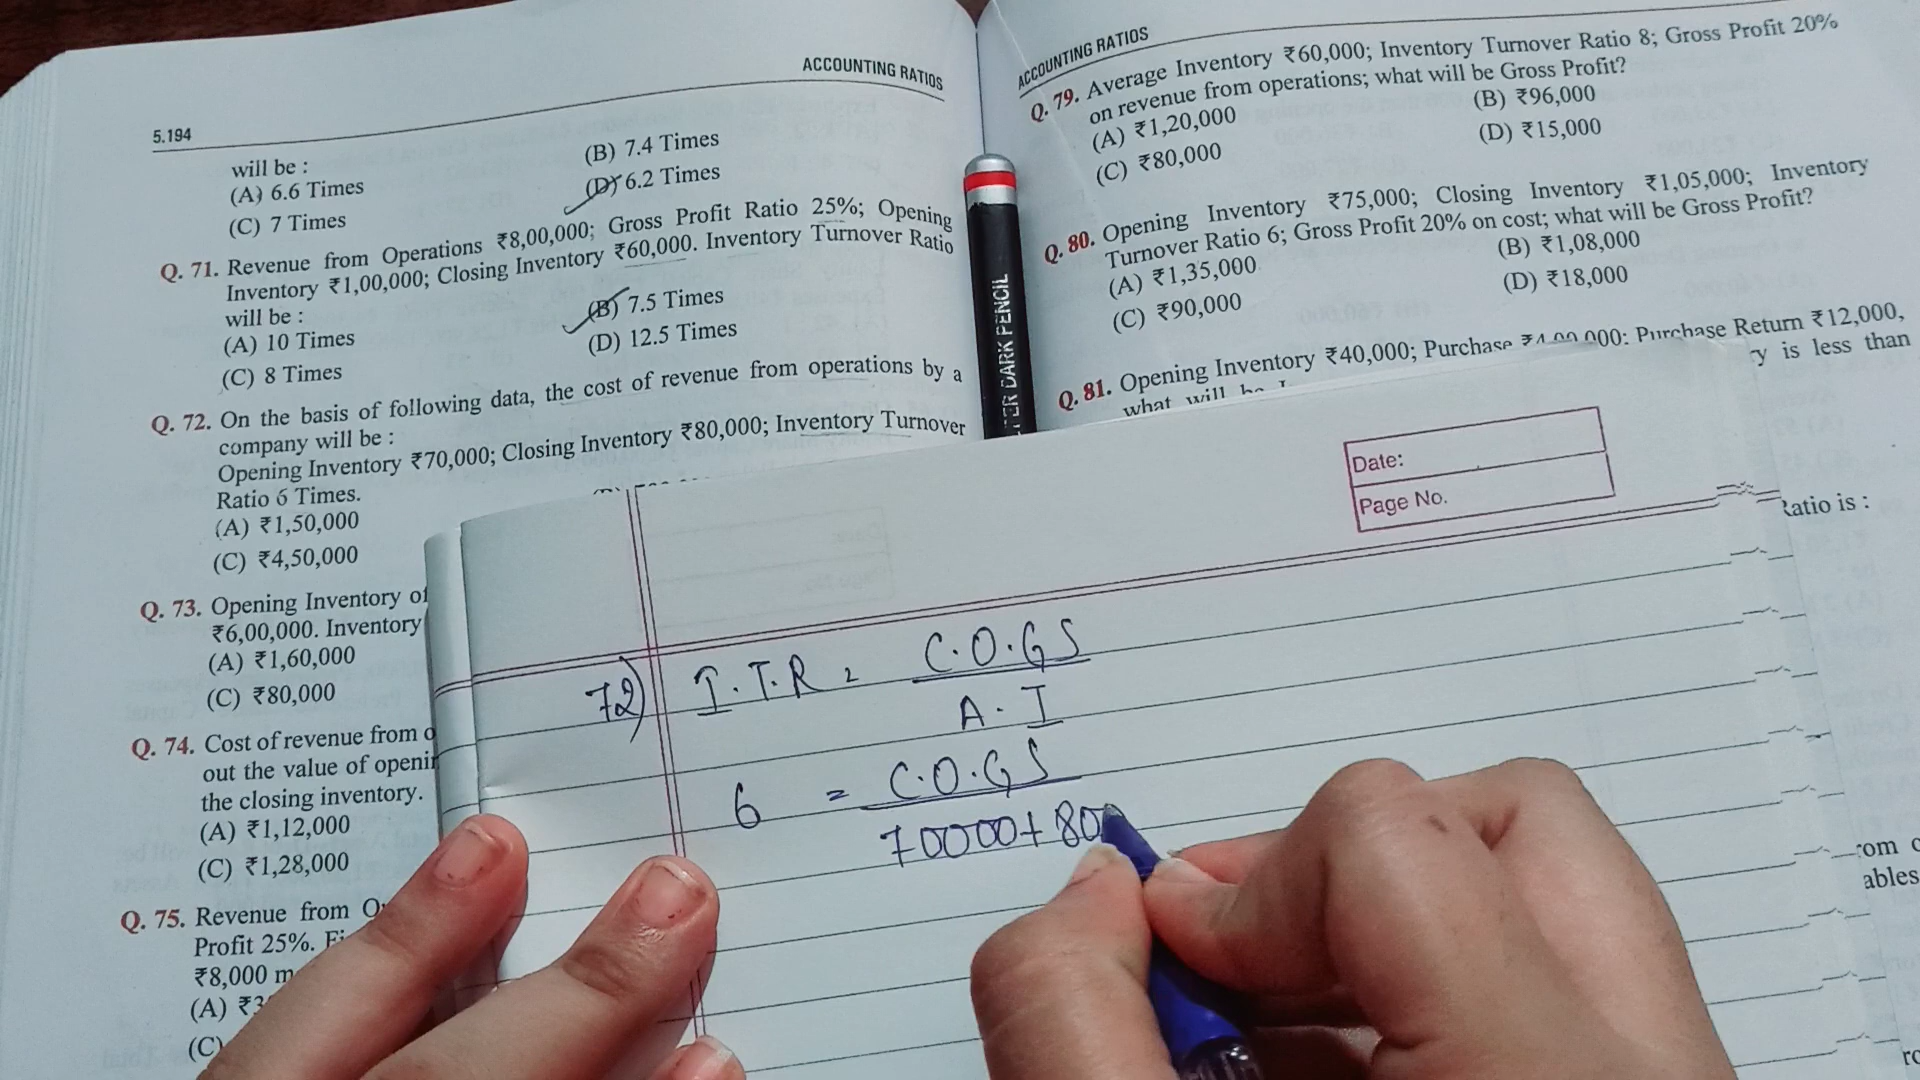 5.194
ACCOUNTING RATIOS
will be :
(A) 6.6 Times
(B) 7.4 Times
(C) 7 Times
(D) 6.2 Times
Q. 71. Revenue from Operations ₹8,00,000; Gross Profit Ratio 25%; Opening
Inventory ₹1,00,000; Closing Inventory ₹60,000. Inventory Turnover Ratio
will be :
(A) 10 Times
(B) 7.5 Times
(C) 8 Times
(D) 12.5 Times
Q. 72. On the basis of following data, the cost of revenue from operations by a
company will be :
Opening Inventory ₹70,000; Closing Inventory ₹80,000; Inventory Turnover
Ratio 6 Times.
(A) ₹1,50,000
(C) ₹4,50,000
Q. 73. Opening Inventory of
₹6,00,000. Inventory
(A) ₹1,60,000
(C) ₹80,000
Q. 74. Cost of revenue from
out the value of
the closing inventory.
(A) ₹1,12,000
(C) ₹1,28,000
Q. 75. Revenue from
Profit 25%.
₹8,000
(A)
(C)
DARK PENCIL
ACCOUNTING RATIOS
Q. 79. Average Inventory ₹60,000; Inventory Turnover Ratio 8; Gross Profit 20%
on revenue from operations; what will be Gross Profit?
(A) ₹1,20,000
(B) ₹96,000
(C) ₹80,000
(D) ₹15,000
Q. 80. Opening Inventory ₹75,000; Closing Inventory ₹1,05,000; Inventory
Turnover Ratio 6; Gross Profit 20% on cost; what will be Gross Profit?
(A) ₹1,35,000
(B) ₹1,08,000
(C) ₹90,000
(D) ₹18,000
Q. 81. Opening Inventory ₹40,000; Purchase Purchase Return ₹12,000,
what will
is less than
Ratio is :
Date:
Page No.
72) I.T.R = C.O.G S
A.I
6 = C.O.G S
70000+80